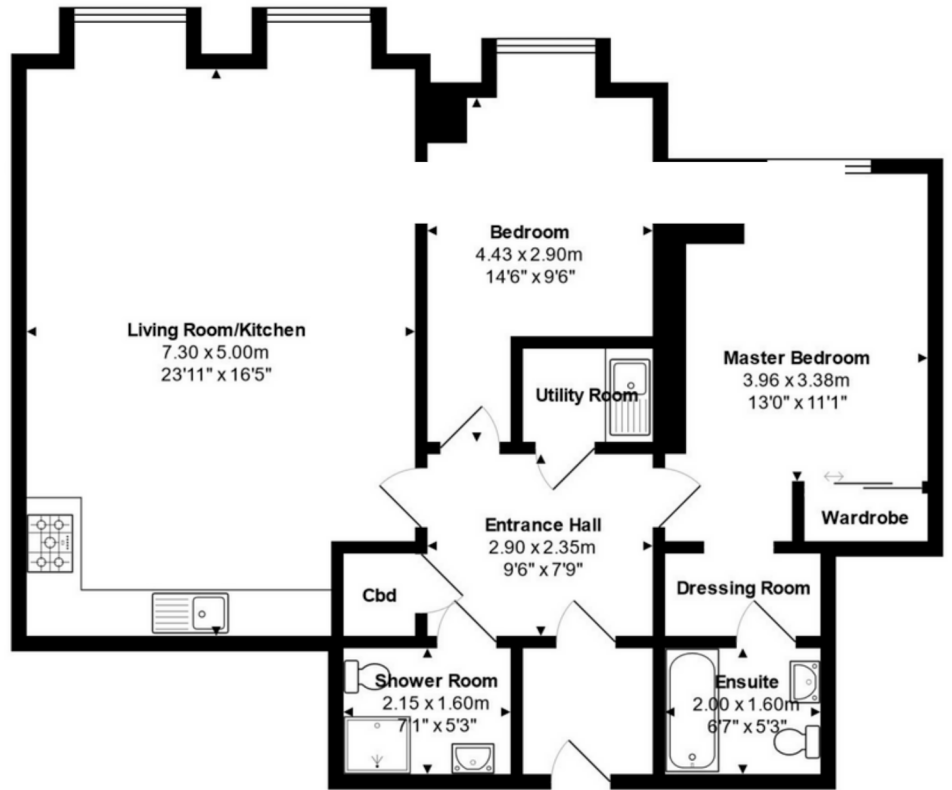 Bedroom
4.43 x 2.90m
14'6" x 9'6"
Living Room/Kitchen
7.30 x 5.00m
23'11" x 16'5"
Master Bedroom
3.96 x 3.38m
13'0" x 11'1"
Utility Room
Wardrobe
Entrance Hall
2.90 x 2.35m
9'6" x 7'9"
Cbd
Dressing Room
Shower Room
2.15 x 1.60m
7'1" x 5'3"
Ensuite
2.00 x 1.60m
6'7" x 5'3"